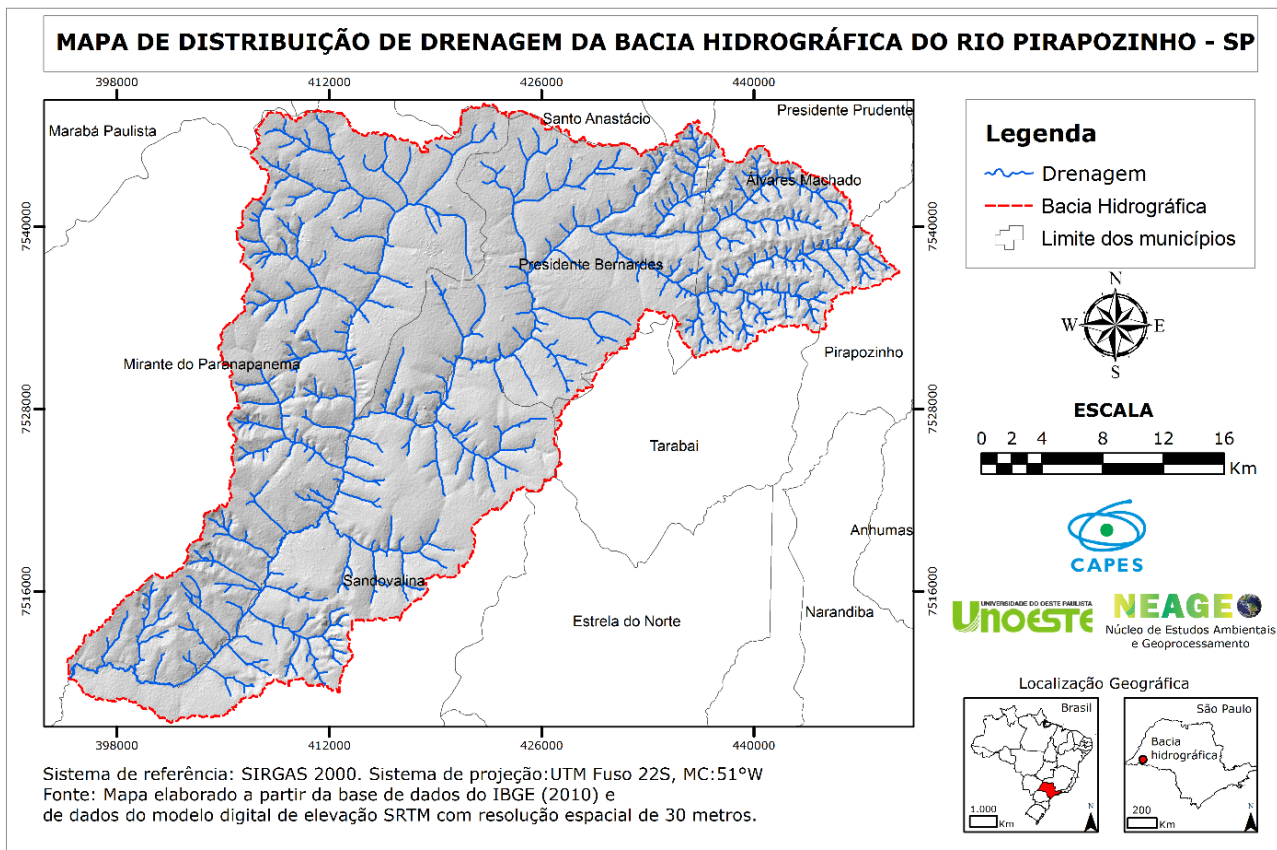 MAPA DE DISTRIBUIÇÃO DE DRENAGEM DA BACIA HIDROGRÁFICA DO RIO PIRAPOZINHO - SP
398000 412000 426000 440000
Marabá Paulista
Santo Anastácio
Presidente Prudente
Álvares Machado
7540000
7540000
Presidente Bernardes
Mirante do Paranapanema
Pirapozinho
7528000
7528000
Tarabai
Anhumas
7516000
7516000
Sandovalina
Estrela do Norte
Narandiba
398000 412000 426000 440000
Legenda
Drenagem
Bacia Hidrográfica
Limite dos municípios
N
W E
S
ESCALA
0 2 4 8 12 16
Km
CAPES
UNIVERSIDADE DO OESTE PAULISTA
UNOESTE
NEAGEO
Núcleo de Estudos Ambientais
e Geoprocessamento
Localização Geográfica
Brasil
1.000
Km
N
São Paulo
Bacia
hidrográfica
200
Km
N
Sistema de referência: SIRGAS 2000. Sistema de projeção:UTM Fuso 22S, MC:51°W
Fonte: Mapa elaborado a partir da base de dados do IBGE (2010) e
de dados do modelo digital de elevação SRTM com resolução espacial de 30 metros.